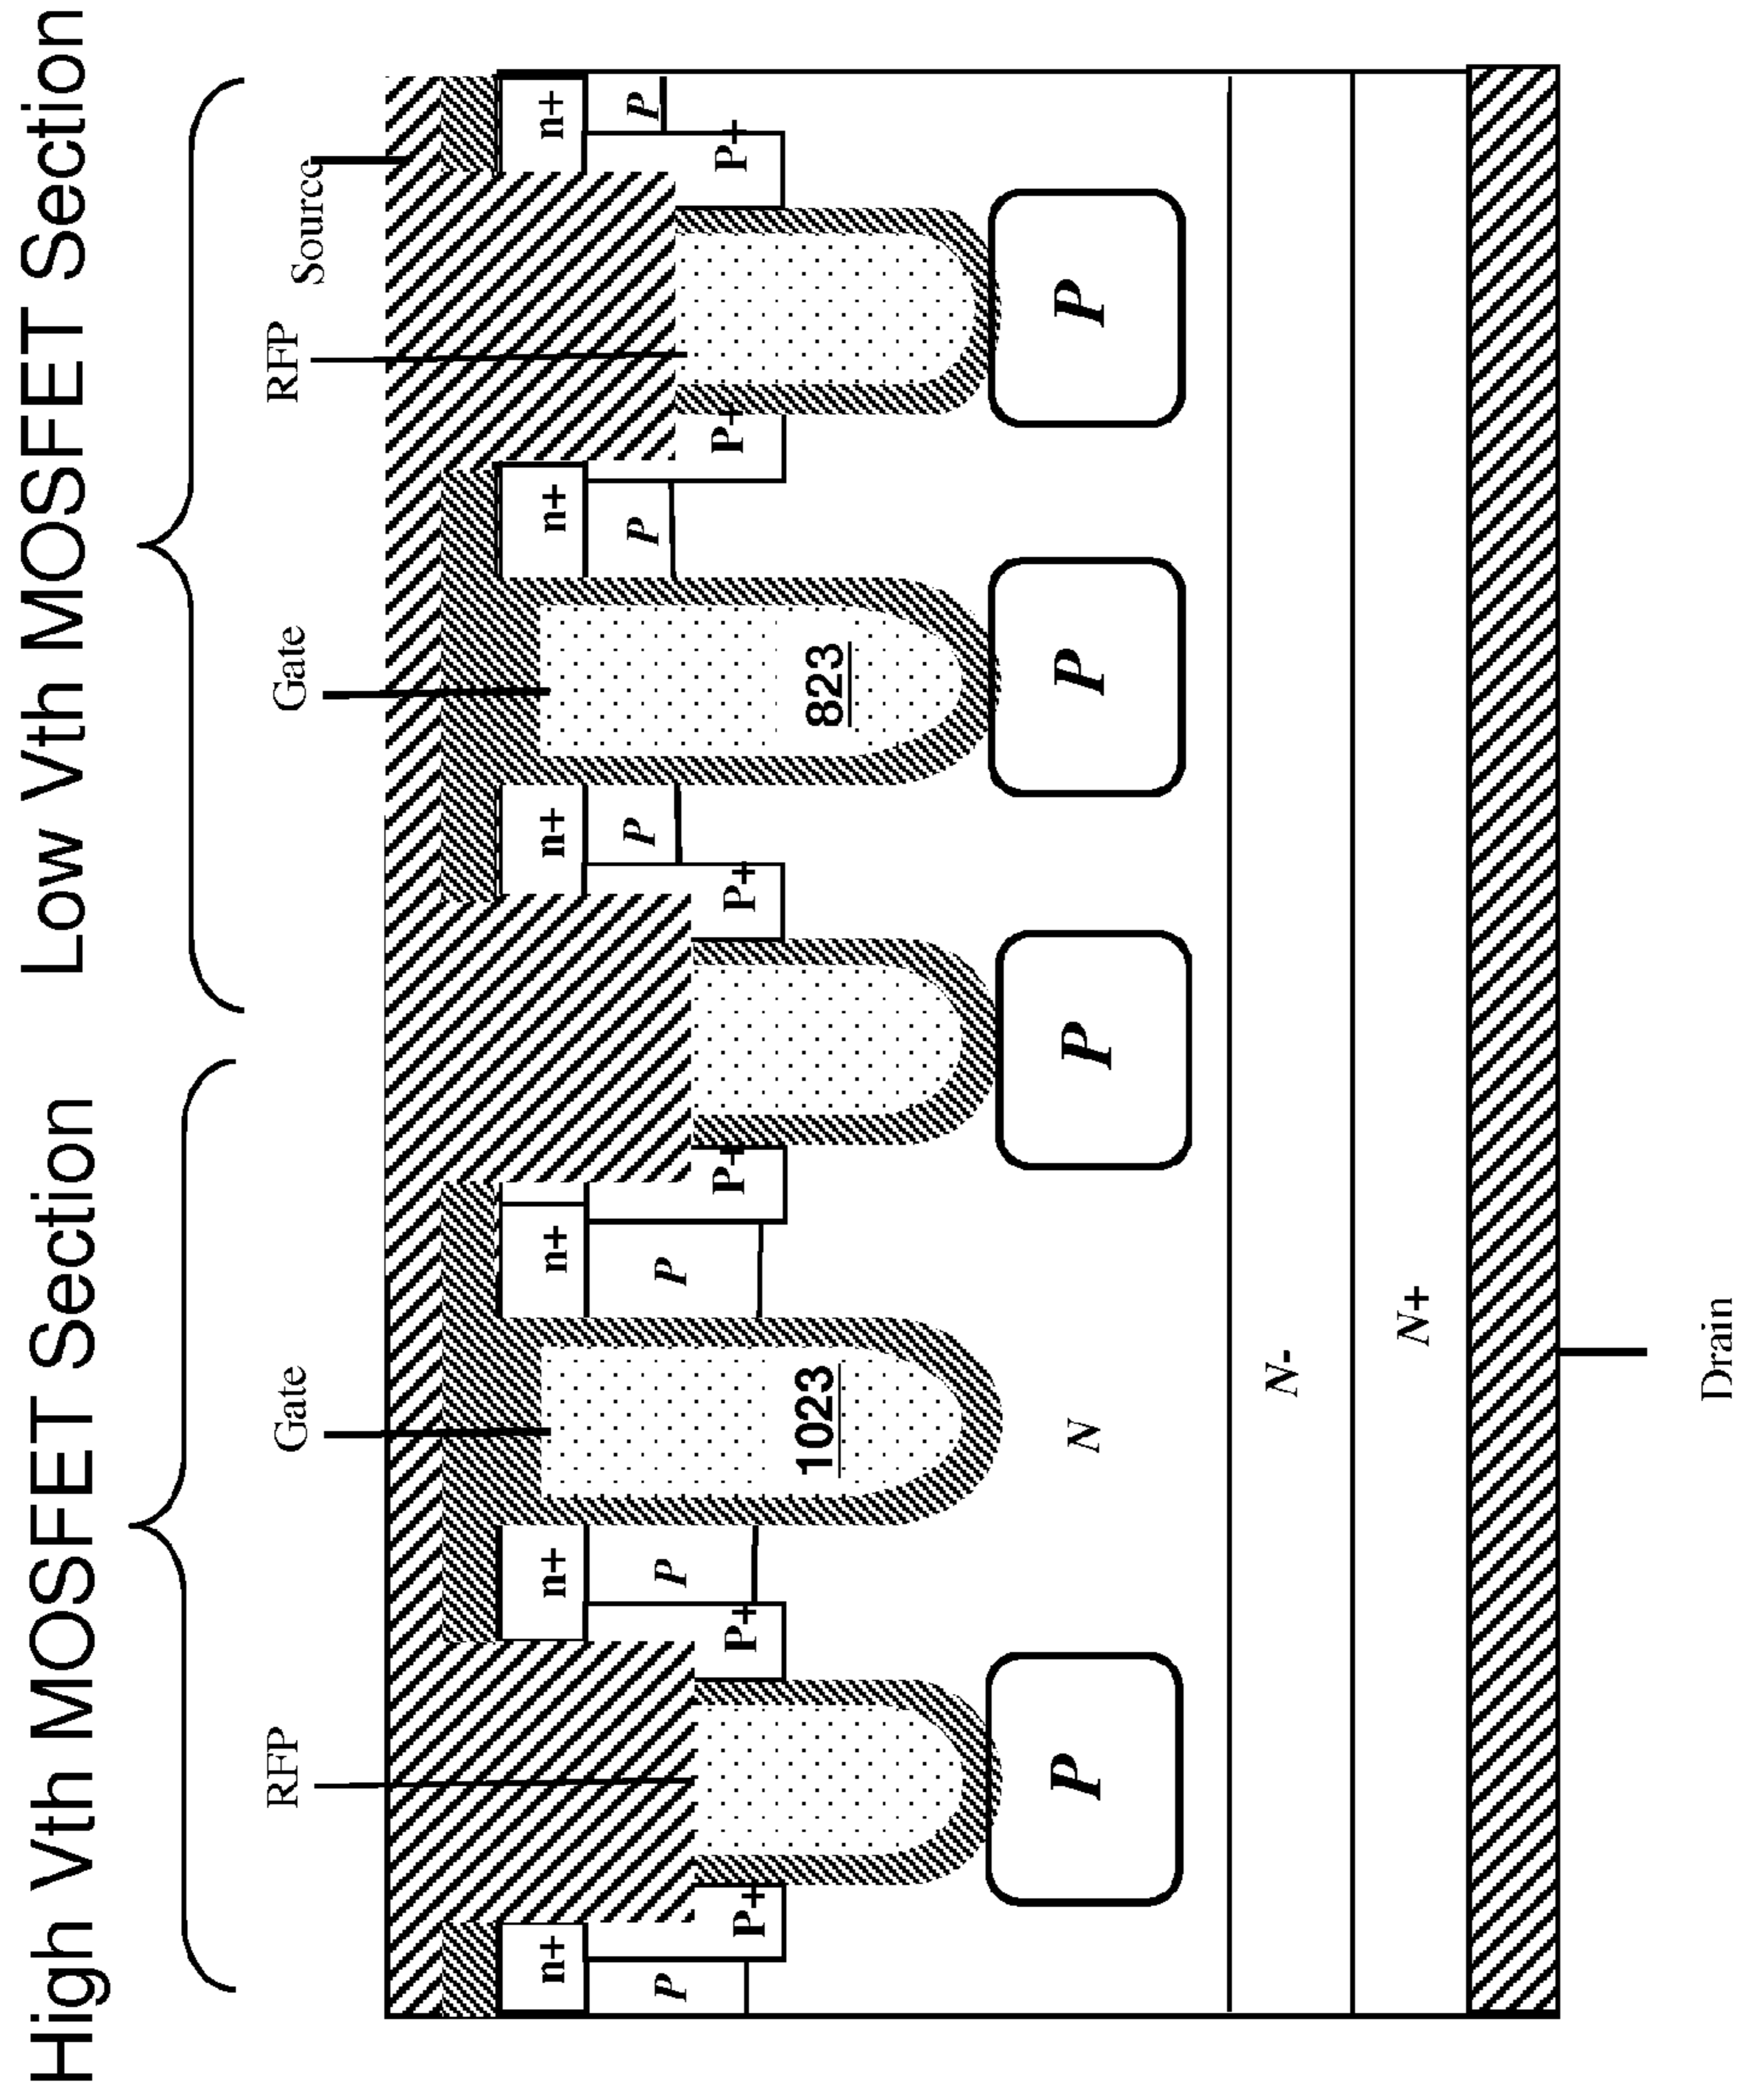 High Vth MOSFET Section Low Vth MOSFET Section
RFP Gate Gate RFP Source
n+ n+ n+ n+ n+ n+
P P P P P P
P+ P+ P+ P+ P+ P+
1023 823
P N P P P
N-
N+
Drain